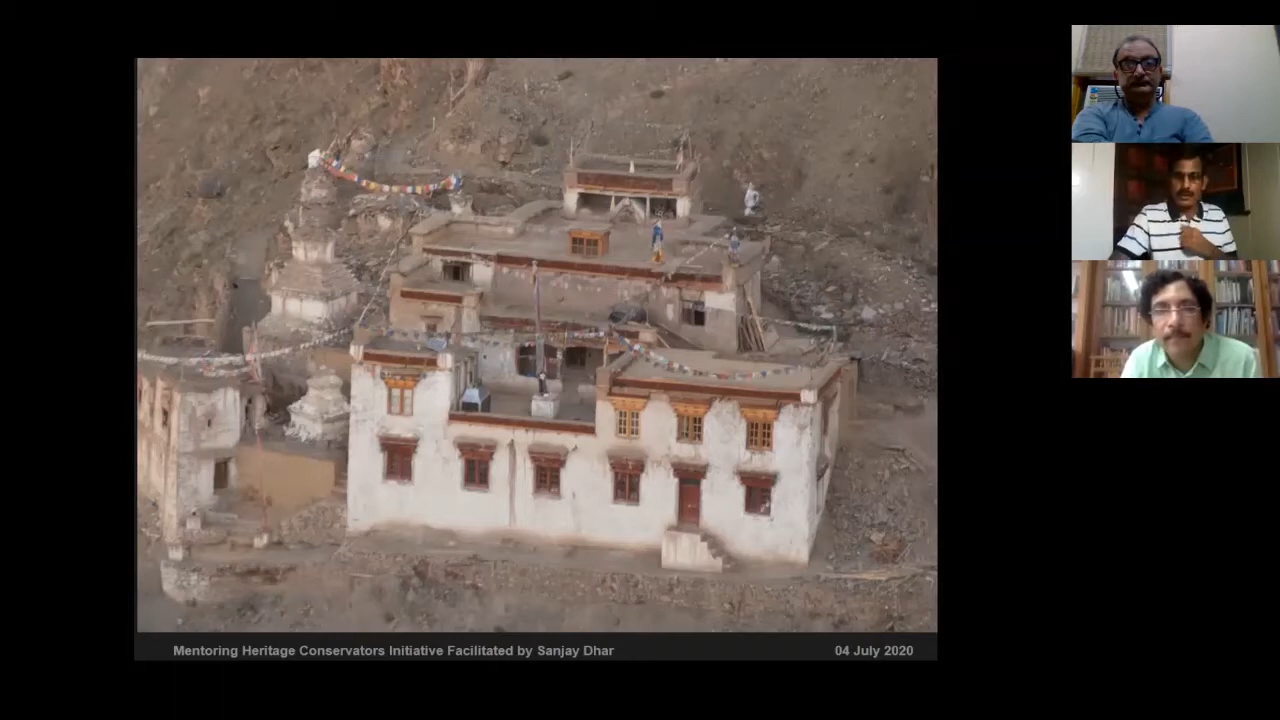 Mentoring Heritage Conservators Initiative Facilitated by Sanjay Dhar
04 July 2020